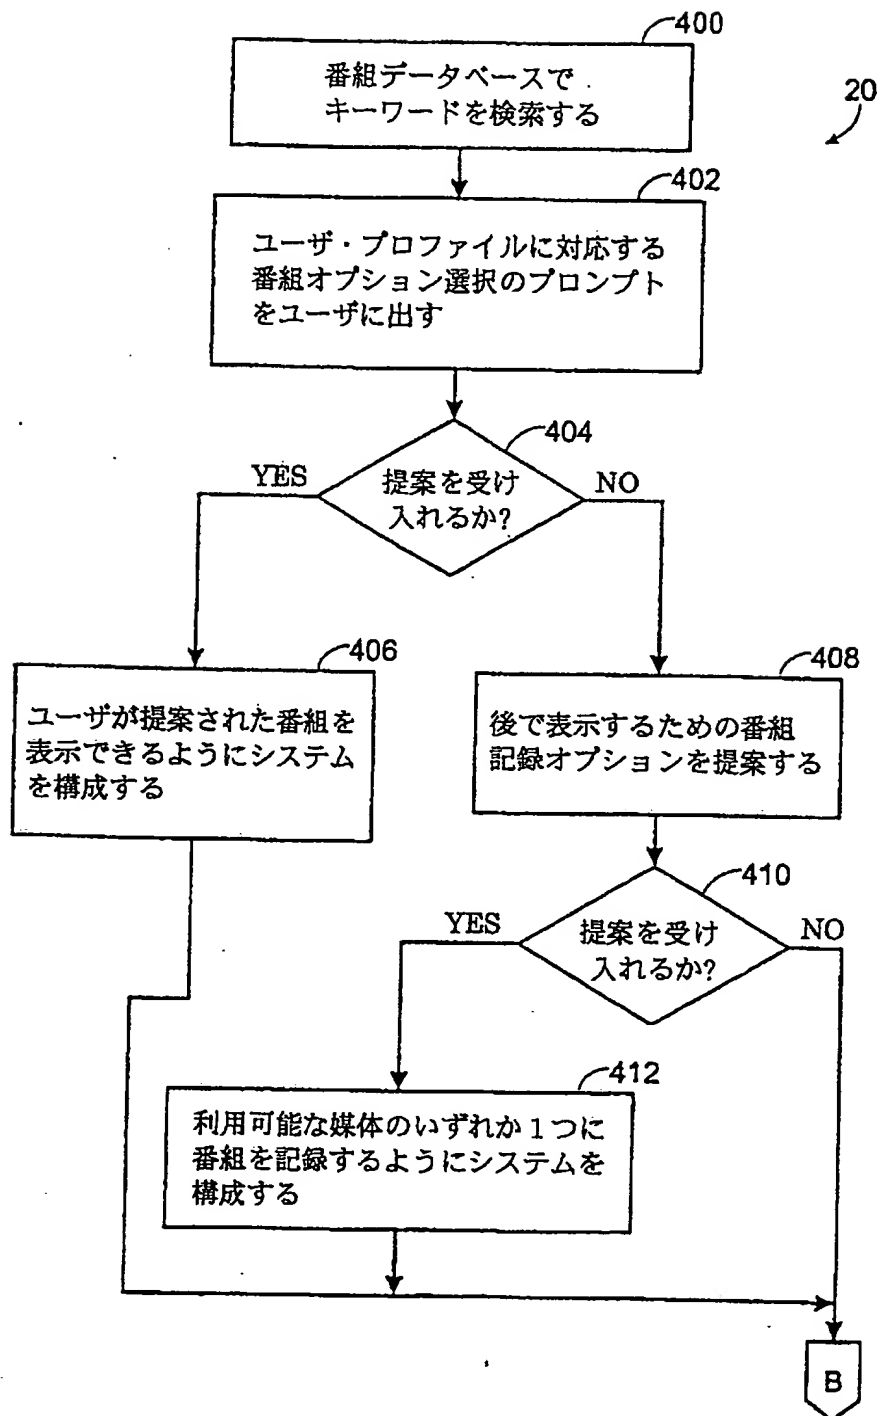 400
番組データベースで
キーワードを検索する
20
402
ユーザ・プロファイルに対応する
番組オプション選択のプロンプト
をユーザに出す
404
YES
提案を受け
入れるか?
NO
406
ユーザが提案された番組を
表示できるようにシステム
を構成する
408
後で表示するための番組
記録オプションを提案する
410
YES
提案を受け
入れるか?
NO
412
利用可能な媒体のいずれか1つに
番組を記録するようにシステムを
構成する
B